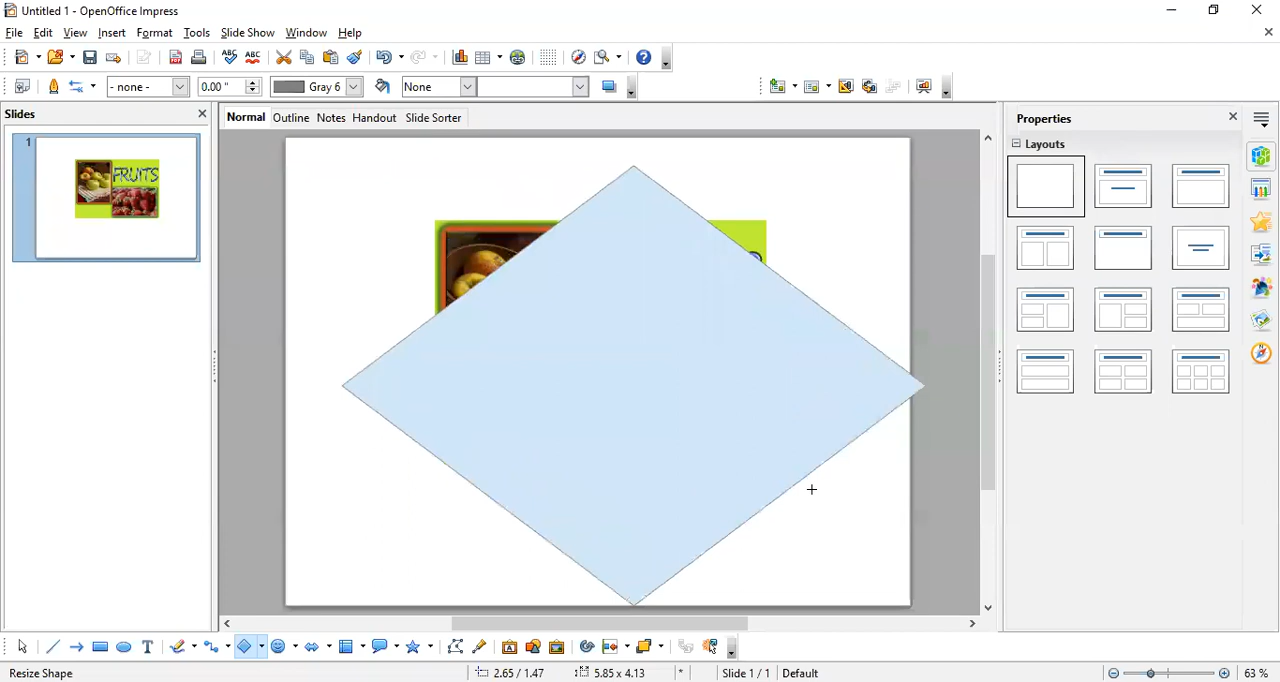 Untitled 1 - OpenOffice Impress
File Edit View Insert Format Tools Slide Show Window Help
- none - 0.00 " Gray 6 None
Slides
Normal Outline Notes Handout Slide Sorter
Properties
Layouts
1
FRUITS
Resize Shape 2.65 / 1.47 5.85 x 4.13 * Slide 1 / 1 Default 63 %